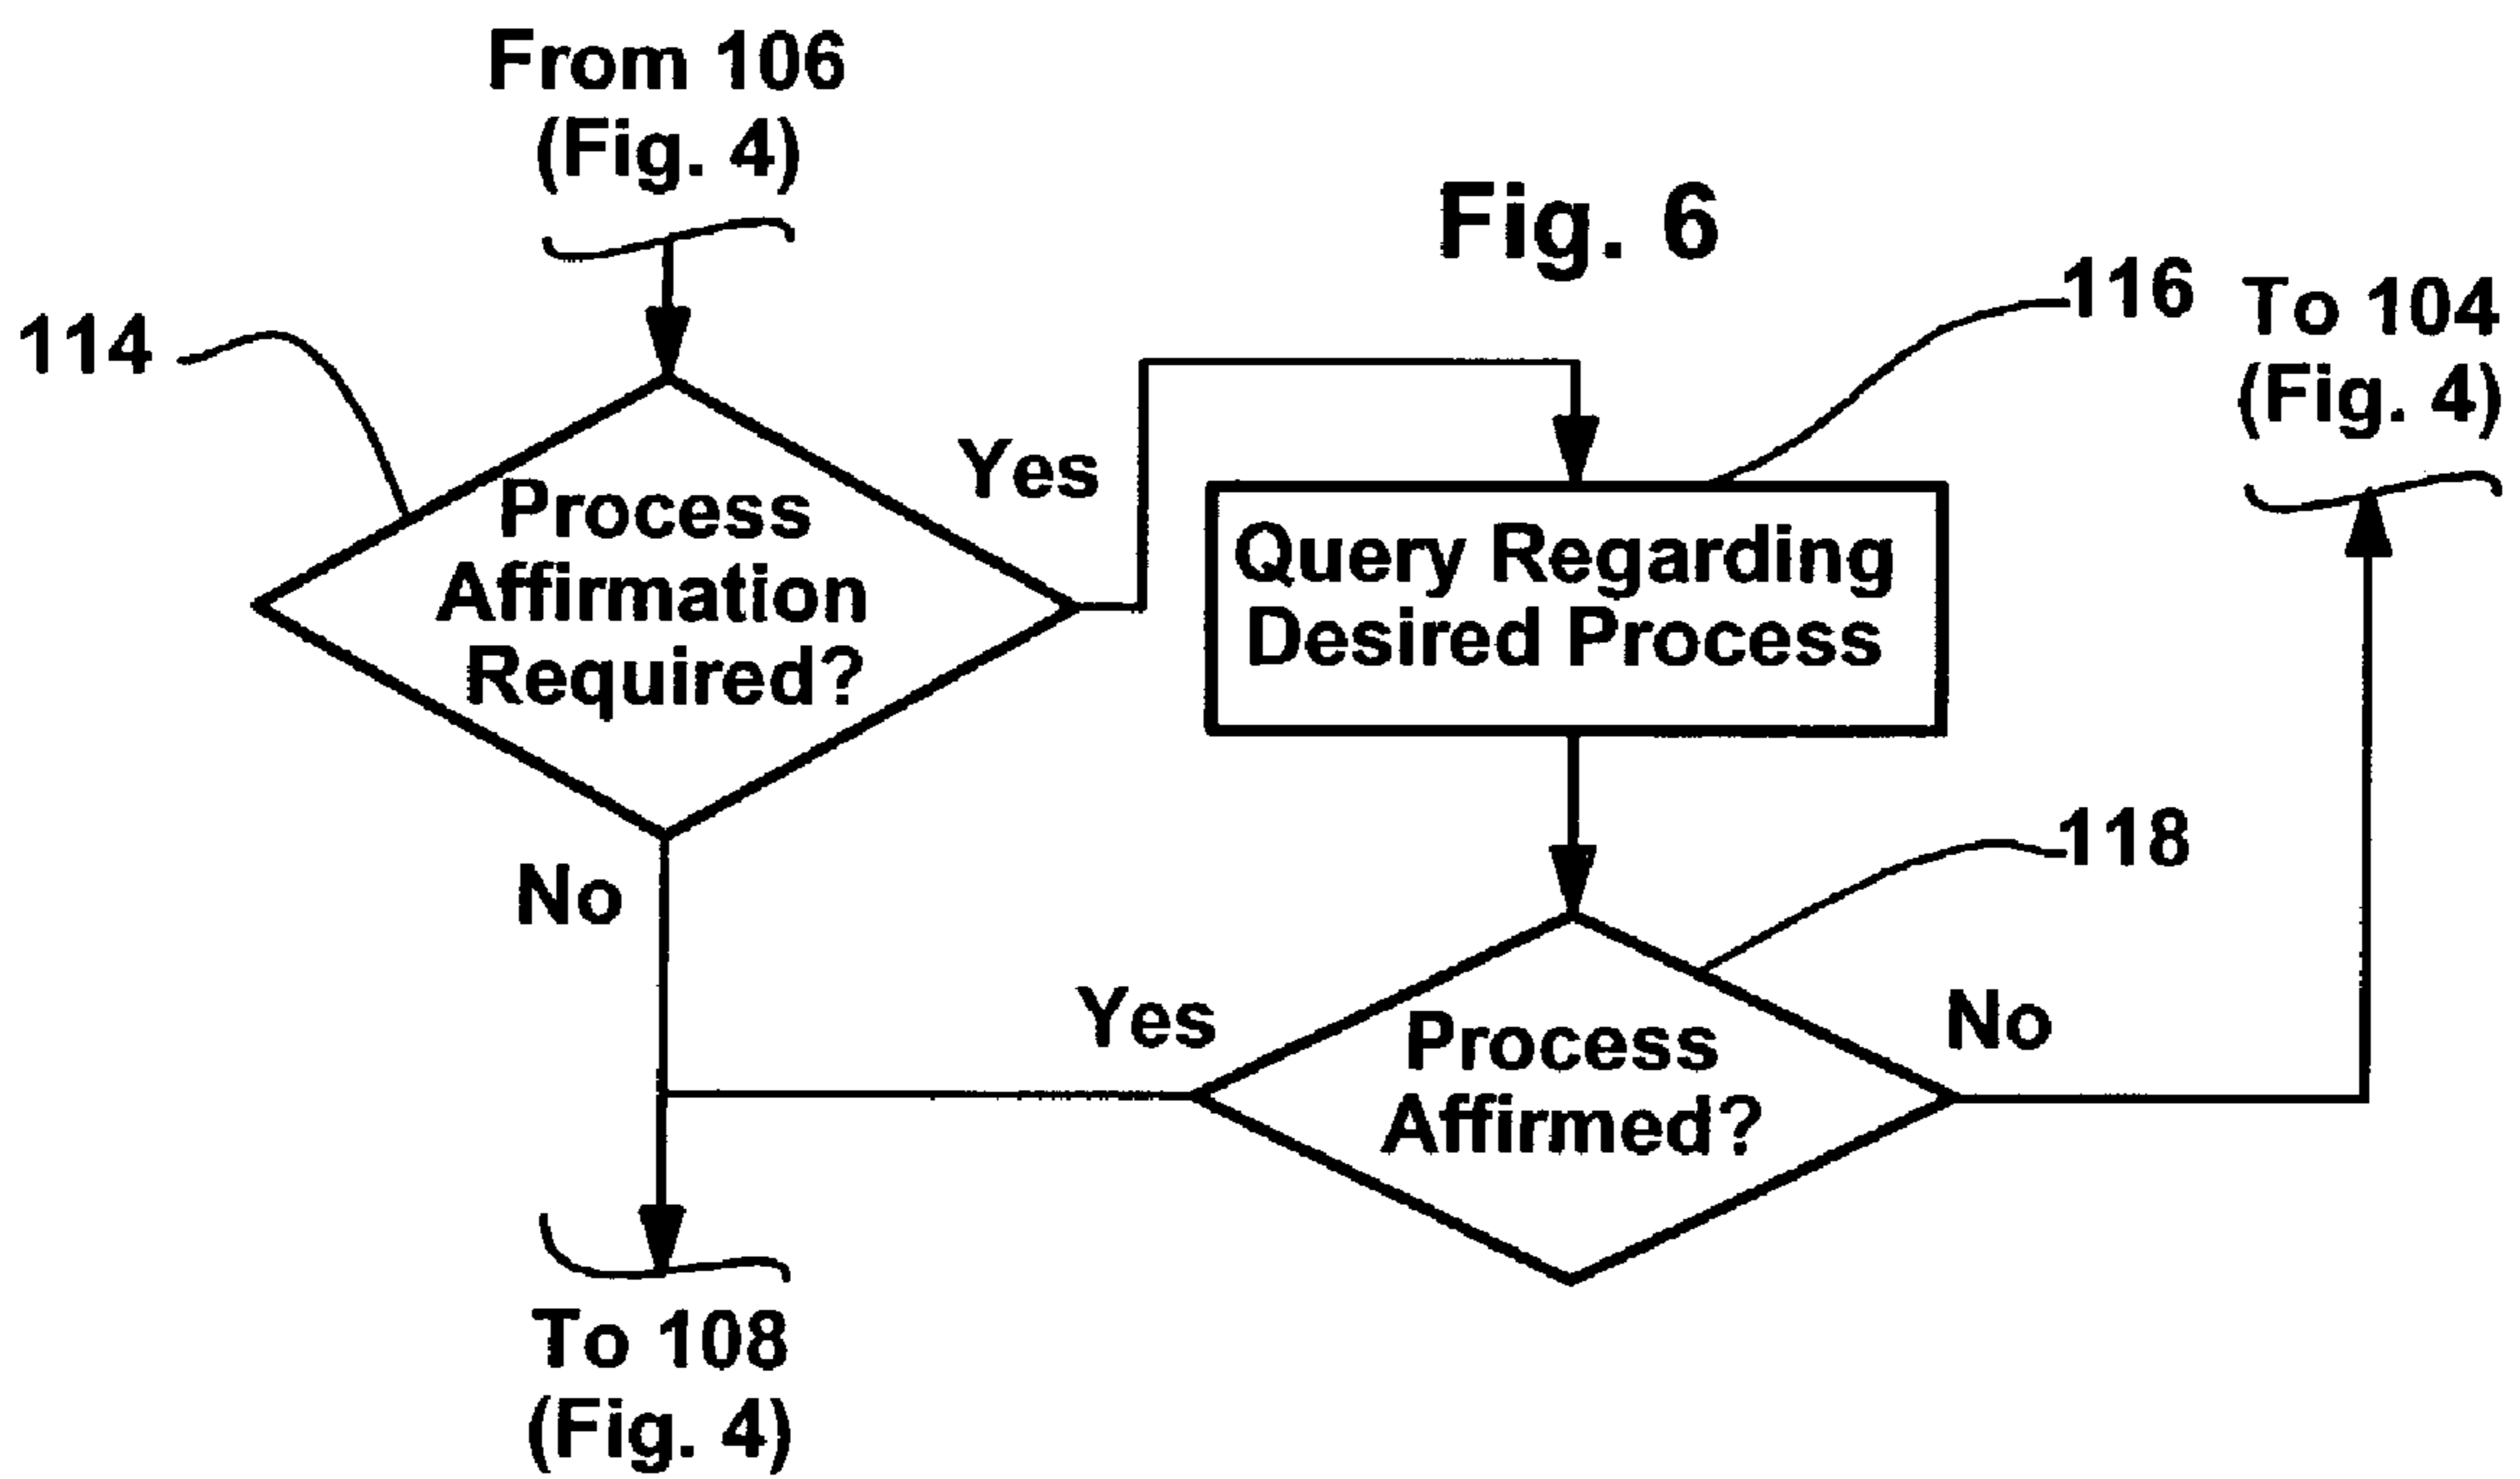 From 106
(Fig. 4)
Fig. 6
114
116
To 104
(Fig. 4)
Yes
Process
Affirmation
Required?
Query Regarding
Desired Process
No
118
Yes
Process
Affirmed?
No
To 108
(Fig. 4)